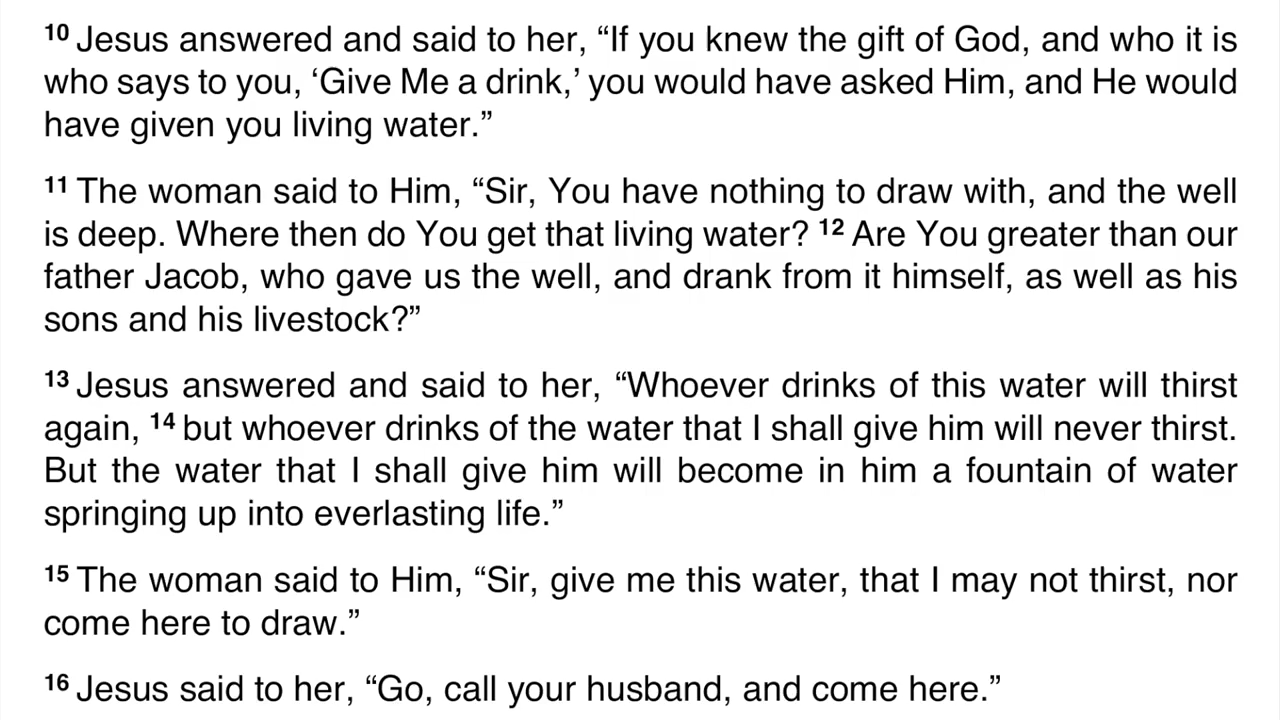 10 Jesus answered and said to her, “If you knew the gift of God, and who it is
who says to you, ‘Give Me a drink,’ you would have asked Him, and He would
have given you living water.”
11 The woman said to Him, “Sir, You have nothing to draw with, and the well
is deep. Where then do You get that living water? 12 Are You greater than our
father Jacob, who gave us the well, and drank from it himself, as well as his
sons and his livestock?”
13 Jesus answered and said to her, “Whoever drinks of this water will thirst
again, 14 but whoever drinks of the water that I shall give him will never thirst.
But the water that I shall give him will become in him a fountain of water
springing up into everlasting life.”
15 The woman said to Him, “Sir, give me this water, that I may not thirst, nor
come here to draw.”
16 Jesus said to her, “Go, call your husband, and come here.”